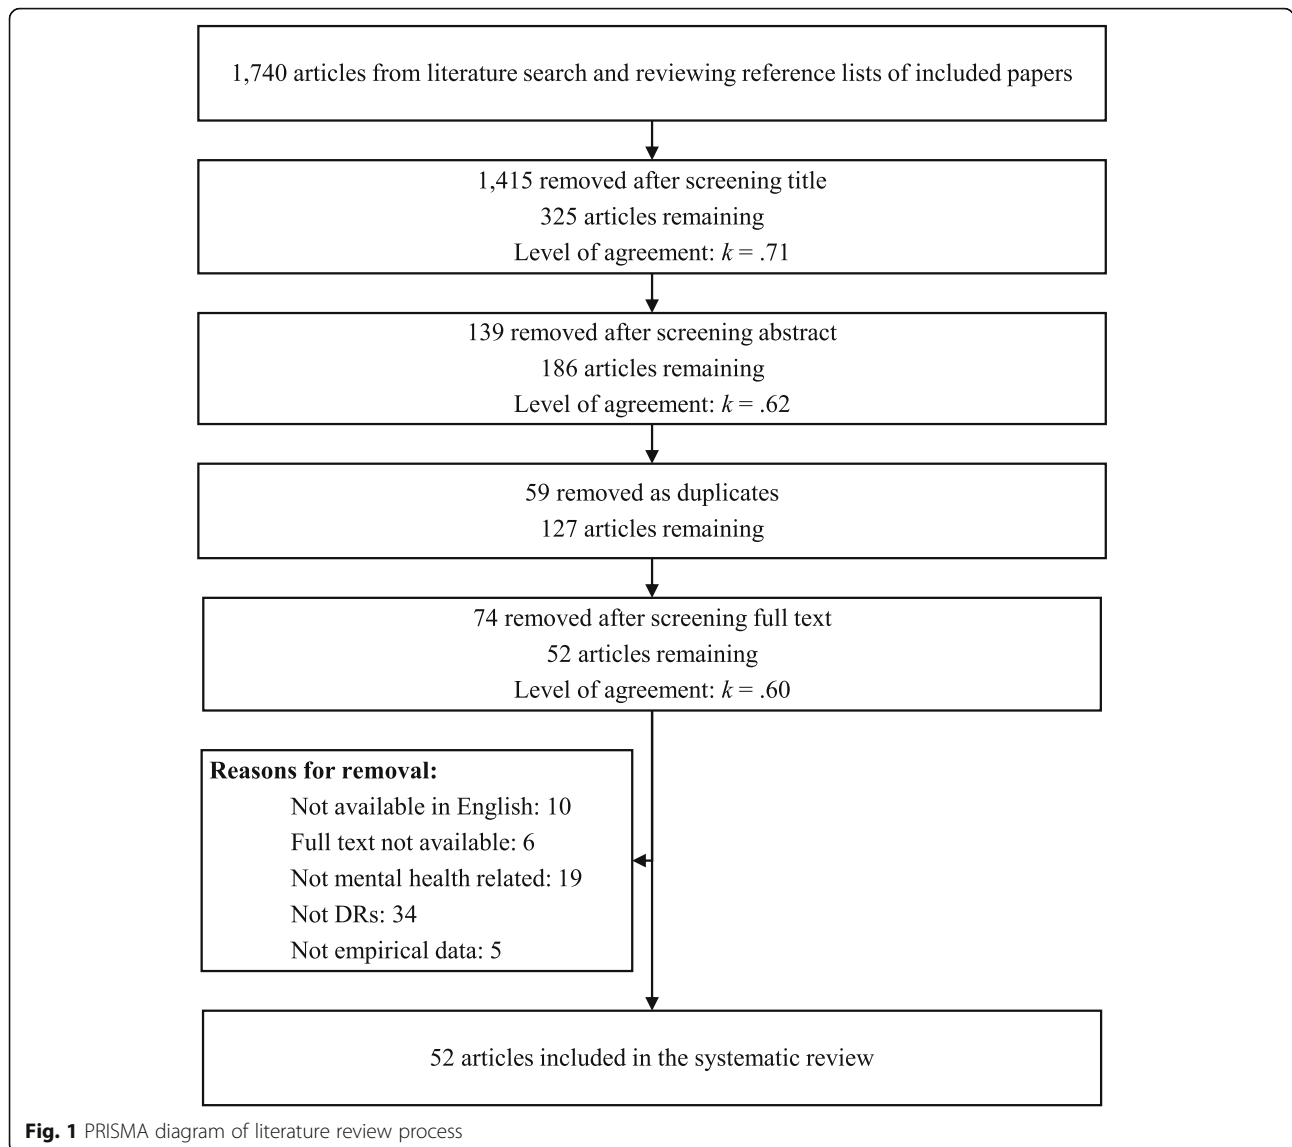 1,740 articles from literature search and reviewing reference lists of included papers
1,415 removed after screening title
325 articles remaining
Level of agreement: k = .71
139 removed after screening abstract
186 articles remaining
Level of agreement: k = .62
59 removed as duplicates
127 articles remaining
74 removed after screening full text
52 articles remaining
Level of agreement: k = .60
Reasons for removal:
Not available in English: 10
Full text not available: 6
Not mental health related: 19
Not DRs: 34
Not empirical data: 5
52 articles included in the systematic review
Fig. 1 PRISMA diagram of literature review process